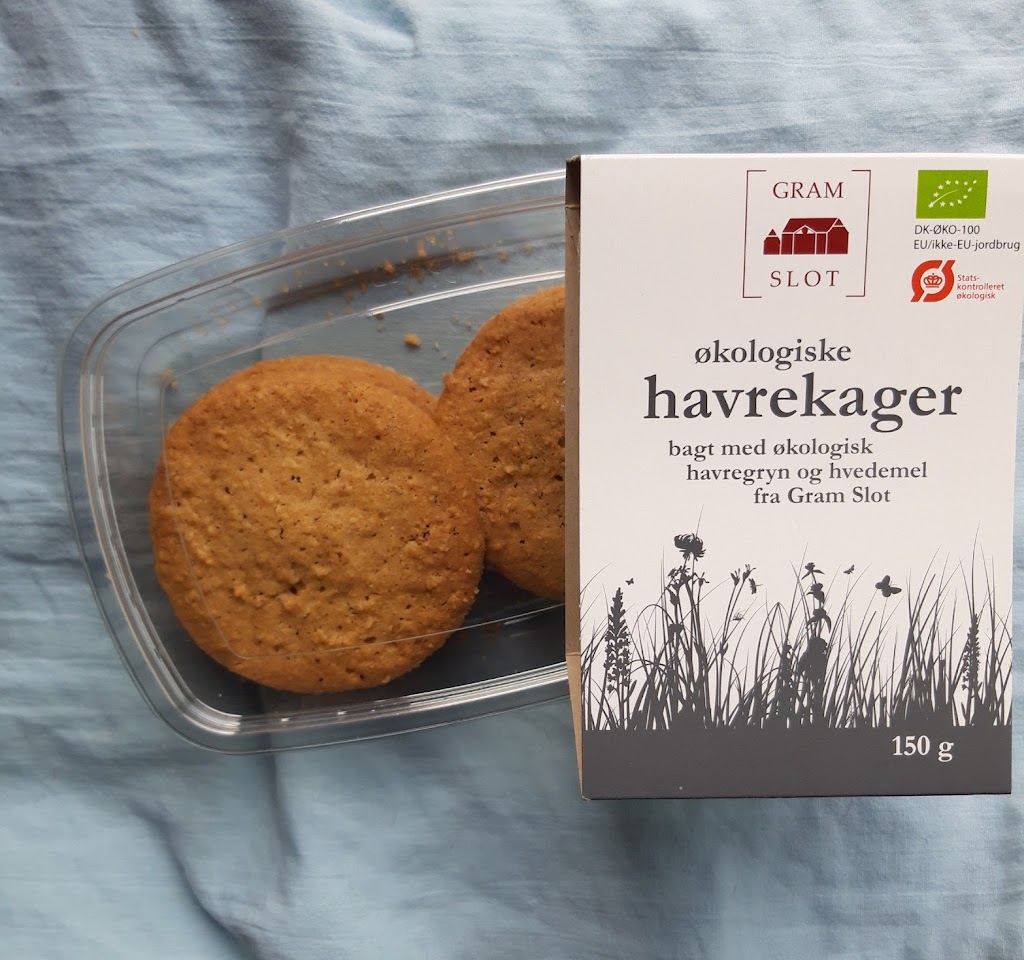 GRAM
SLOT
DK-ØKO-100
EU/ikke-EU-jordbrug
Stats-
kontrolleret
økologisk
økologiske
havrekager
bagt med økologisk
havregryn og hvedemel
fra Gram Slot
150 g